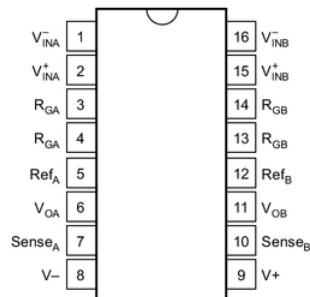 V⁻INA 1 16 V⁻INB
V⁺INA 2 15 V⁺INB
RGA 3 14 RGB
RGA 4 13 RGB
RefA 5 12 RefB
VOA 6 11 VOB
SenseA 7 10 SenseB
V– 8 9 V+